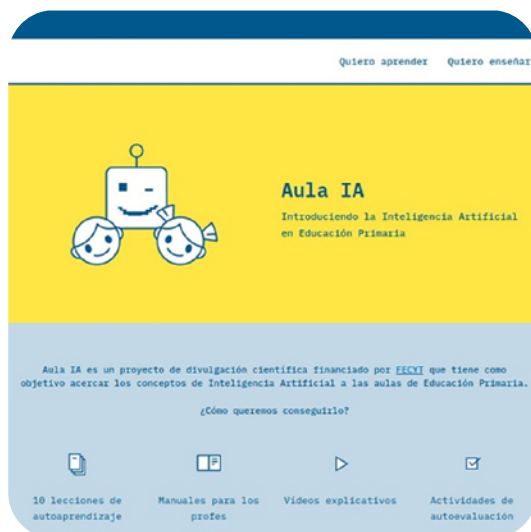 Quiero aprender Quiero enseñar
Aula IA
Introduciendo la Inteligencia Artificial
en Educación Primaria
Aula IA es un proyecto de divulgación científica financiado por FECYT que tiene como
objetivo acercar los conceptos de Inteligencia Artificial a las aulas de Educación Primaria.
¿Cómo queremos conseguirlo?
10 lecciones de
autoaprendizaje
Manuales para los
profes
Vídeos explicativos
Actividades de
autoevaluación